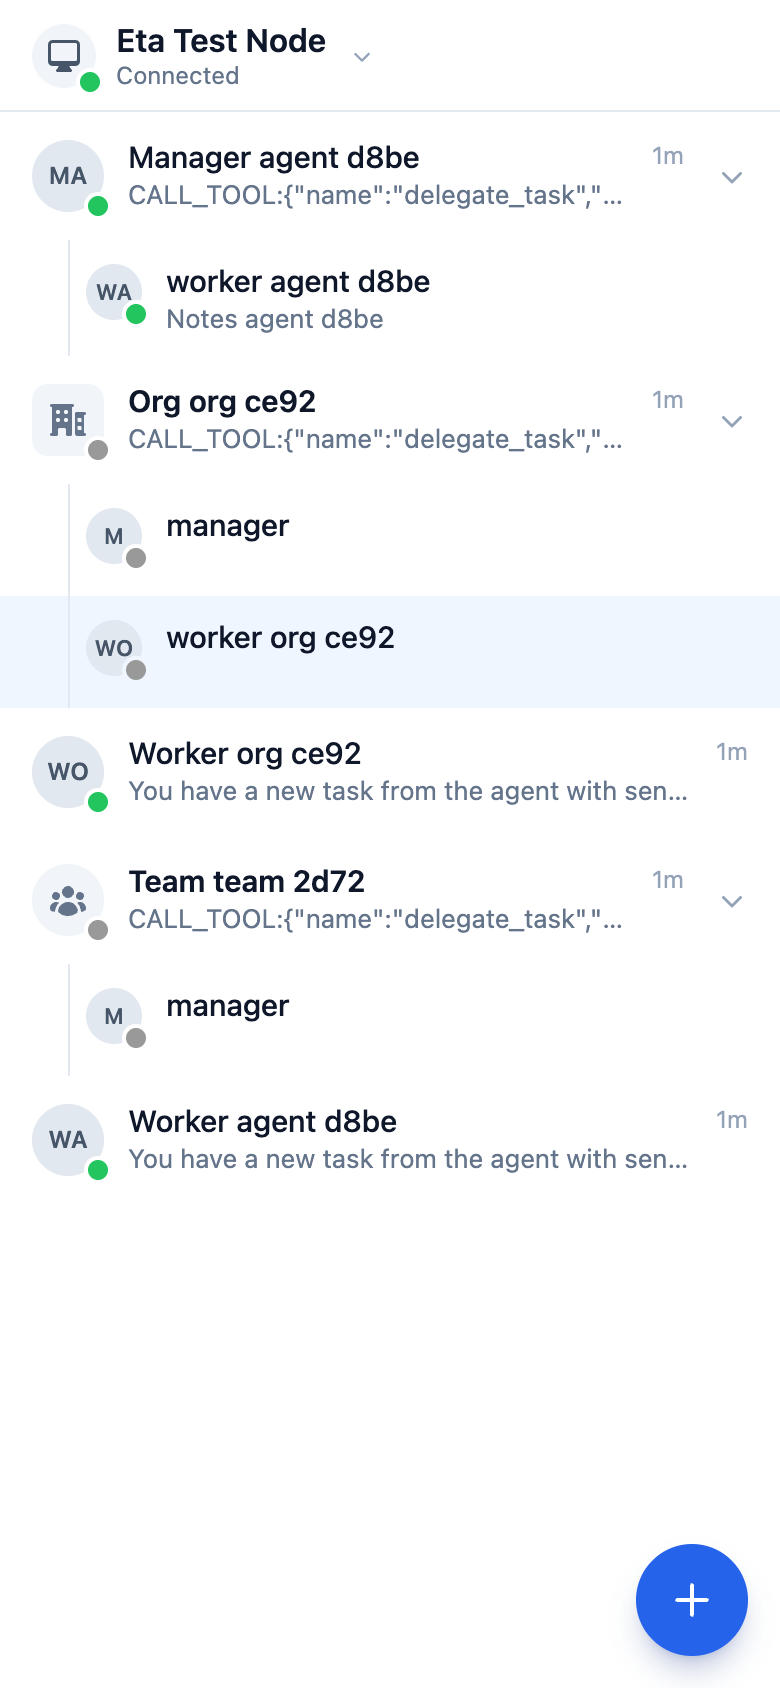 Eta Test Node
Connected
MA
Manager agent d8be
1m
CALL_TOOL:{"name":"delegate_task","...
WA
worker agent d8be
Notes agent d8be
Org org ce92
1m
CALL_TOOL:{"name":"delegate_task","...
M
manager
WO
worker org ce92
WO
Worker org ce92
1m
You have a new task from the agent with sen...
Team team 2d72
1m
CALL_TOOL:{"name":"delegate_task","...
M
manager
WA
Worker agent d8be
1m
You have a new task from the agent with sen...